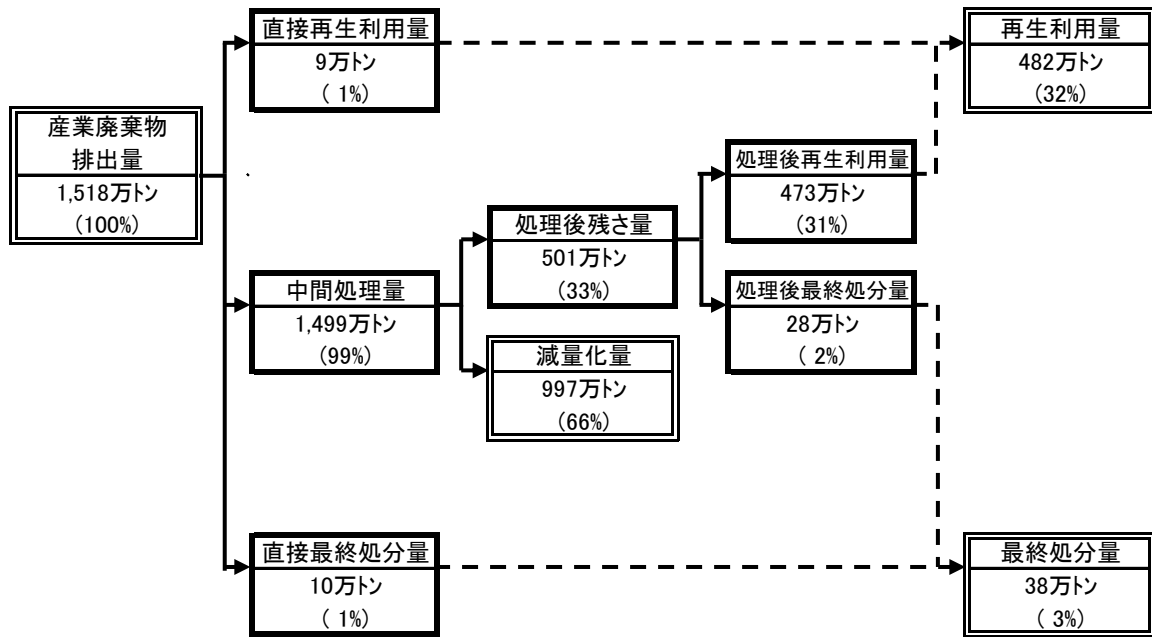 産業廃棄物
排出量
1,518万トン
(100%)
直接再生利用量
9万トン
( 1%)
中間処理量
1,499万トン
(99%)
直接最終処分量
10万トン
( 1%)
処理後残さ量
501万トン
(33%)
減量化量
997万トン
(66%)
処理後再生利用量
473万トン
(31%)
処理後最終処分量
28万トン
( 2%)
再生利用量
482万トン
(32%)
最終処分量
38万トン
( 3%)